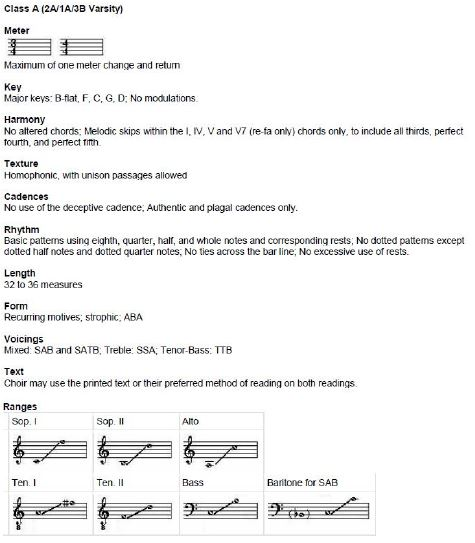 Class A (2A/1A/3B Varsity)
Meter
3 4 4 4
Maximum of one meter change and return
Key
Major keys: B-flat, F, C, G, D; No modulations.
Harmony
No altered chords; Melodic skips within the I, IV, V and V7 (re-fa only) chords only, to include all thirds, perfect
fourth, and perfect fifth.
Texture
Homophonic, with unison passages allowed
Cadences
No use of the deceptive cadence; Authentic and plagal cadences only.
Rhythm
Basic patterns using eighth, quarter, half, and whole notes and corresponding rests; No dotted patterns except
dotted half notes and dotted quarter notes; No ties across the bar line; No excessive use of rests.
Length
32 to 36 measures
Form
Recurring motives; strophic; ABA
Voicings
Mixed: SAB and SATB; Treble: SSA; Tenor-Bass: TTB
Text
Choir may use the printed text or their preferred method of reading on both readings.
Ranges
Sop. I Sop. II Alto
Ten. I Ten. II Bass Baritone for SAB
8 8